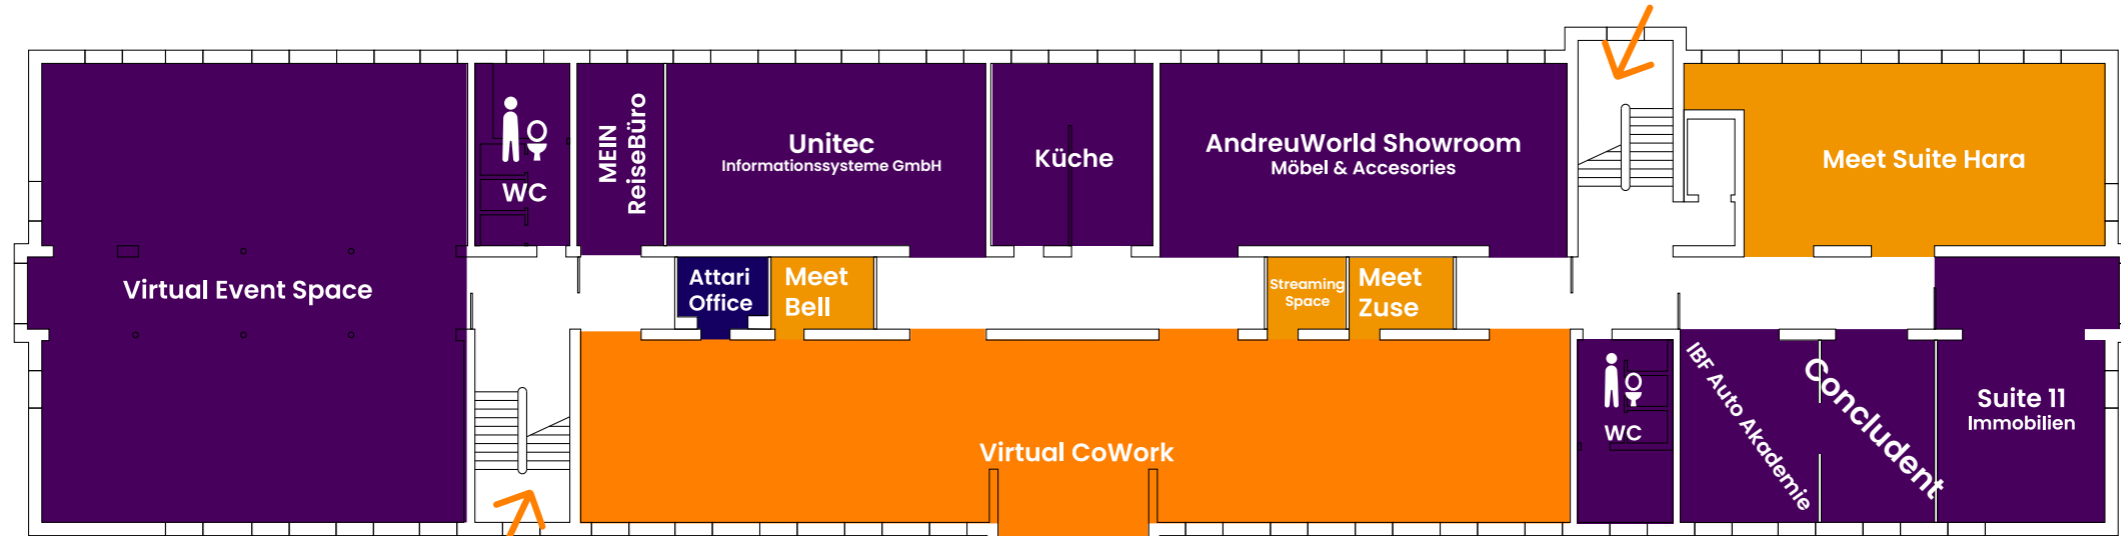 Virtual Event Space
WC
MEIN
ReiseBüro
Unitec
Informationssysteme GmbH
Küche
AndreuWorld Showroom
Möbel & Accesories
Meet Suite Hara
Attari
Office
Meet
Bell
Streaming
Space
Meet
Zuse
Virtual CoWork
WC
IBF Auto Akademie
Concludent
Suite 11
Immobilien